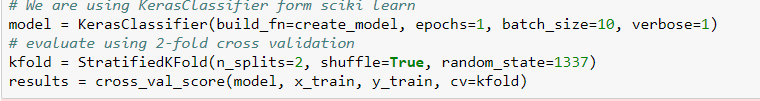 # We are using KerasClassifier form sciki learn
model = KerasClassifier(build_fn=create_model, epochs=1, batch_size=10, verbose=1)
# evaluate using 2-fold cross validation
kfold = StratifiedKFold(n_splits=2, shuffle=True, random_state=1337)
results = cross_val_score(model, x_train, y_train, cv=kfold)